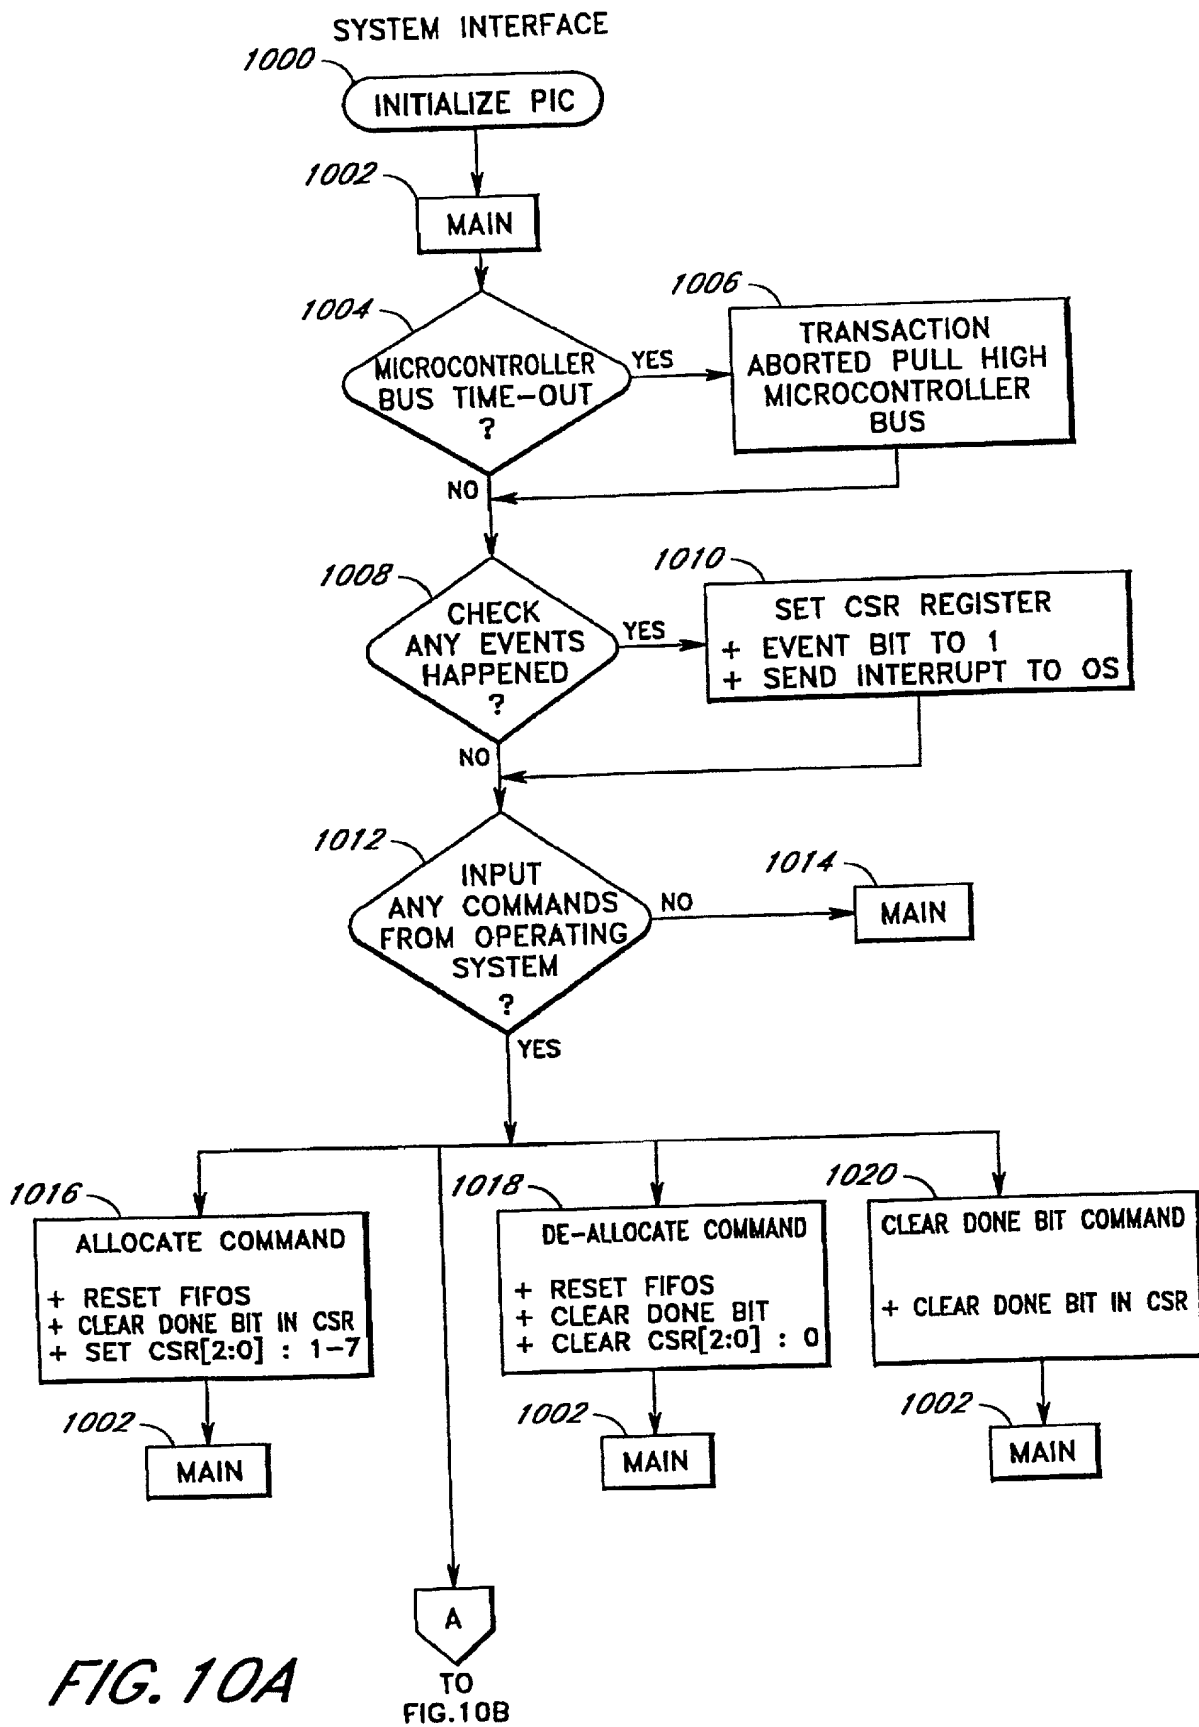 SYSTEM INTERFACE
1000
INITIALIZE PIC
1002
MAIN
1004
MICROCONTROLLER
BUS TIME-OUT
?
YES
NO
1006
TRANSACTION
ABORTED PULL HIGH
MICROCONTROLLER
BUS
1008
CHECK
ANY EVENTS
HAPPENED
?
YES
NO
1010
SET CSR REGISTER
+ EVENT BIT TO 1
+ SEND INTERRUPT TO OS
1012
INPUT
ANY COMMANDS
FROM OPERATING
SYSTEM
?
NO
YES
1014
MAIN
1016
ALLOCATE COMMAND
+ RESET FIFOS
+ CLEAR DONE BIT IN CSR
+ SET CSR[2:0] : 1-7
1002
MAIN
1018
DE-ALLOCATE COMMAND
+ RESET FIFOS
+ CLEAR DONE BIT
+ CLEAR CSR[2:0] : 0
1002
MAIN
1020
CLEAR DONE BIT COMMAND
+ CLEAR DONE BIT IN CSR
1002
MAIN
A
TO
FIG.10B
FIG. 10A